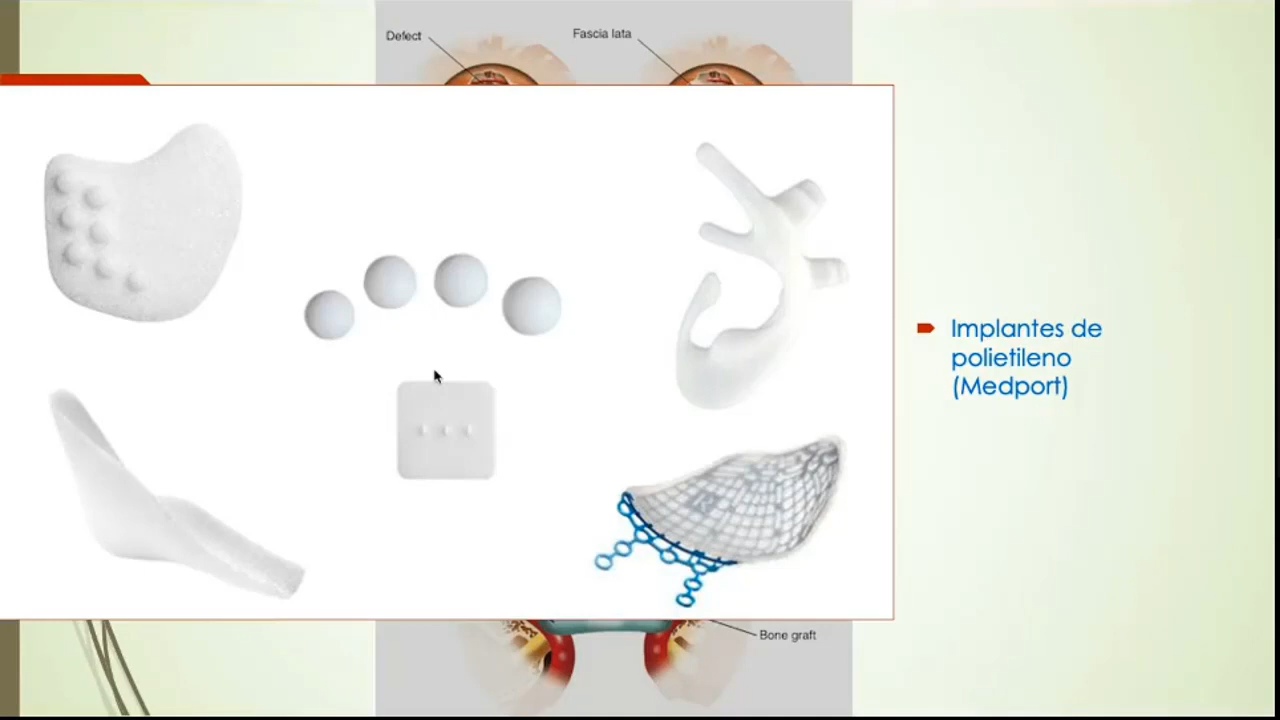 Defect
Fascia lata
Implantes de
polietileno
(Medport)
R
Bone graft